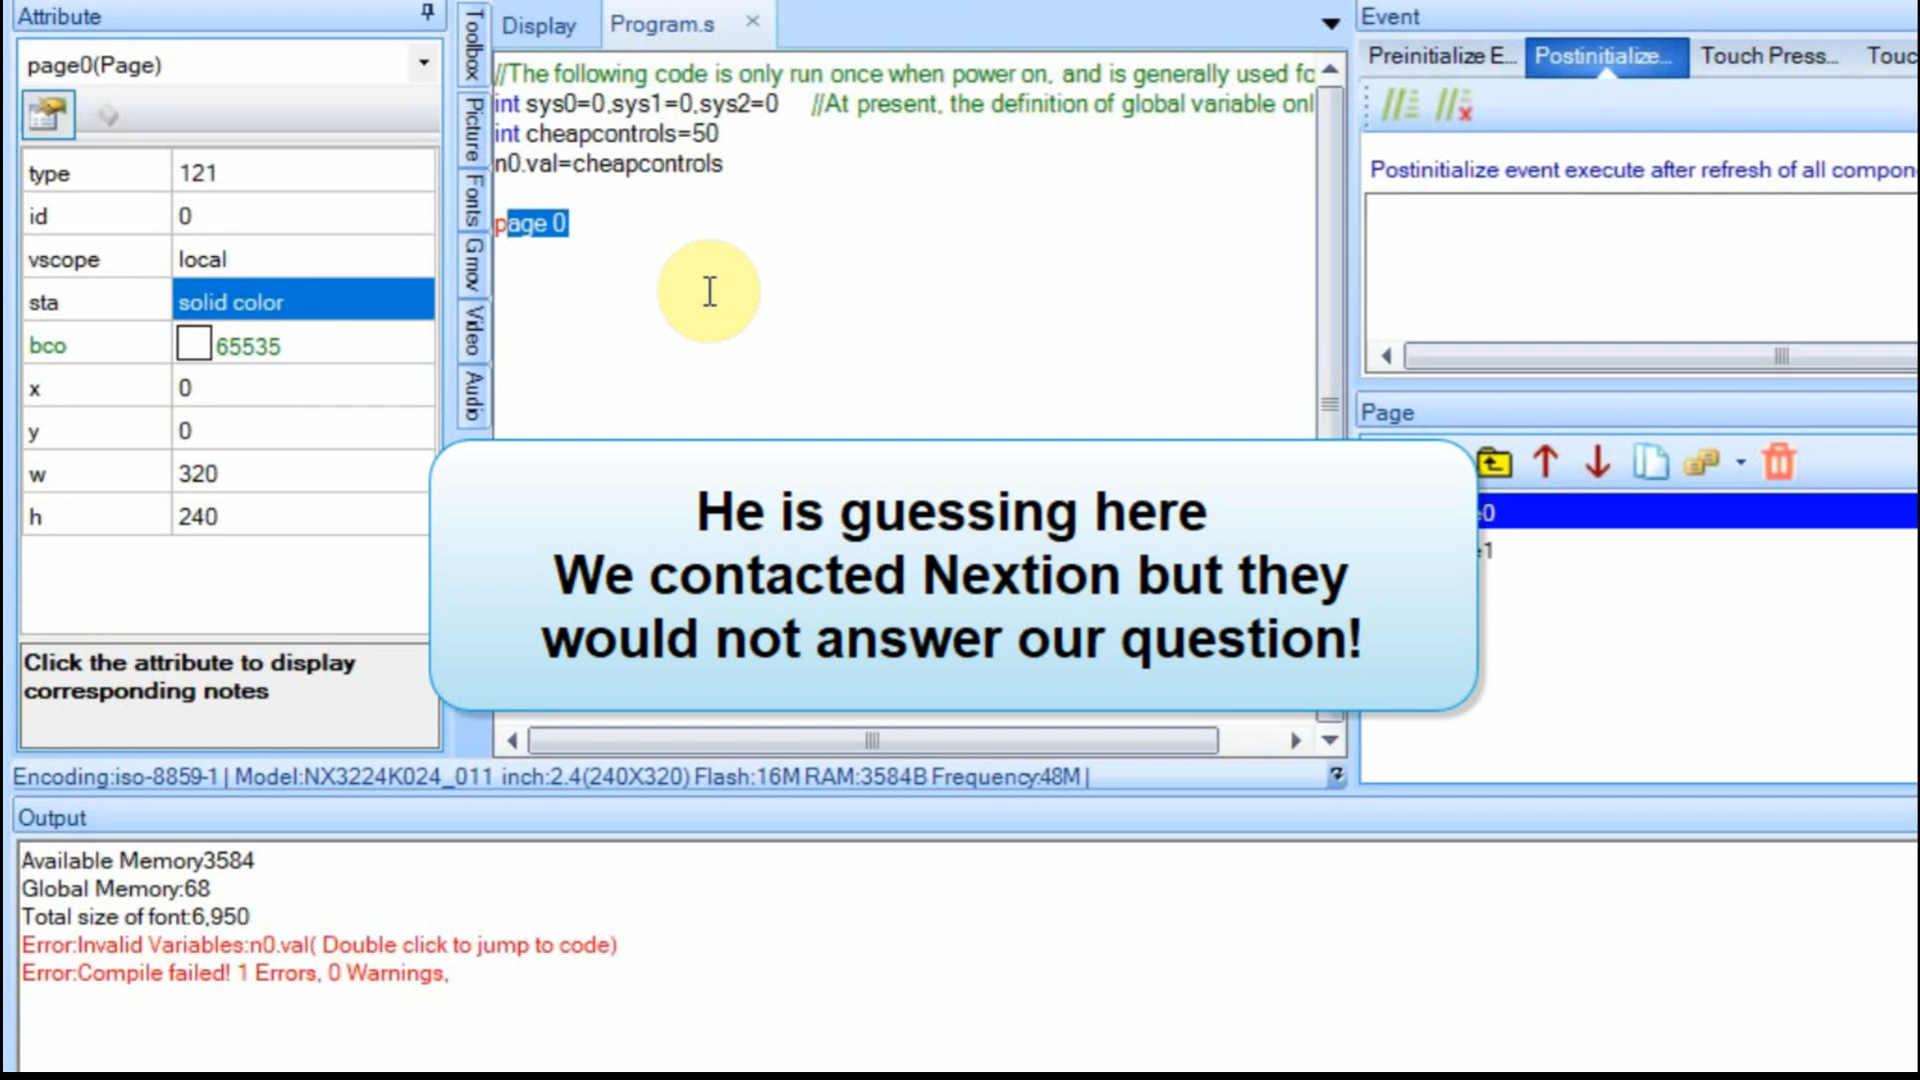 Attribute
page0(Page)
type 121
id 0
vscope local
sta solid color
bco 65535
x 0
y 0
w 320
h 240
Click the attribute to display
corresponding notes
Toolbox
Picture
Fonts
Gmov
Video
Audio
Display
Program.s
//The following code is only run once when power on, and is generally used fo
int sys0=0,sys1=0,sys2=0 //At present, the definition of global variable onl
int cheapcontrols=50
n0.val=cheapcontrols
page 0
Event
Preinitialize E...
Postinitialize...
Touch Press...
Touc
Postinitialize event execute after refresh of all compon
Page
0
1
He is guessing here
We contacted Nextion but they
would not answer our question!
Encoding:iso-8859-1 | Model:NX3224K024_011 inch:2.4(240X320) Flash:16M RAM:3584B Frequency:48M |
Output
Available Memory3584
Global Memory:68
Total size of font:6,950
Error:Invalid Variables:n0.val( Double click to jump to code)
Error:Compile failed! 1 Errors, 0 Warnings,